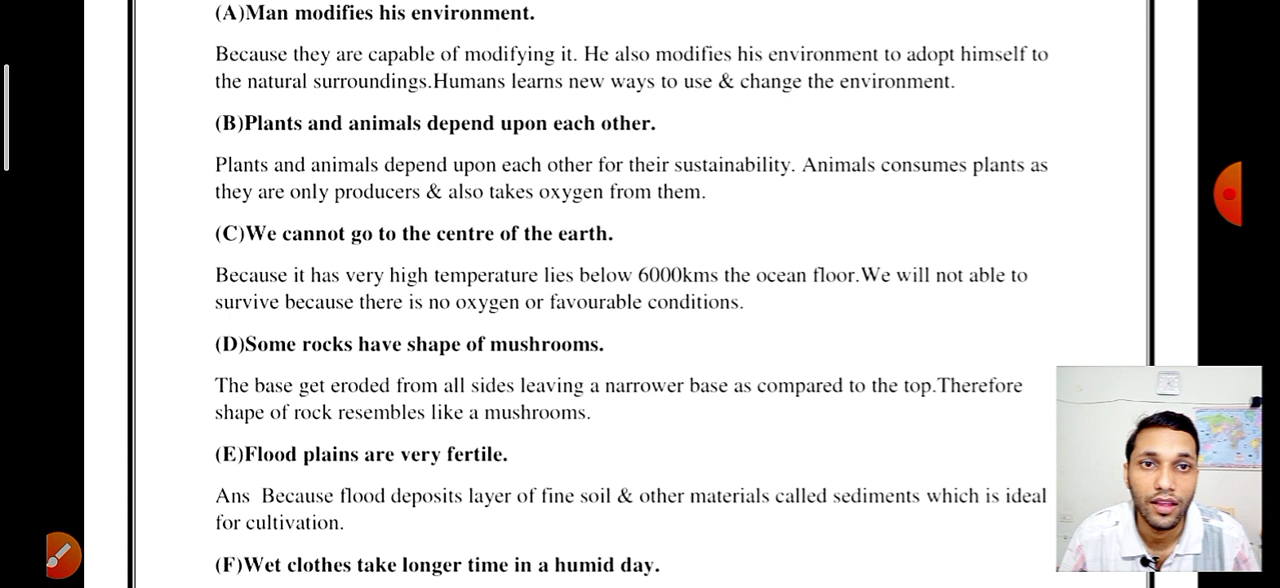 (A)Man modifies his environment.
Because they are capable of modifying it. He also modifies his environment to adopt himself to
the natural surroundings.Humans learns new ways to use & change the environment.
(B)Plants and animals depend upon each other.
Plants and animals depend upon each other for their sustainability. Animals consumes plants as
they are only producers & also takes oxygen from them.
(C)We cannot go to the centre of the earth.
Because it has very high temperature lies below 6000kms the ocean floor.We will not able to
survive because there is no oxygen or favourable conditions.
(D)Some rocks have shape of mushrooms.
The base get eroded from all sides leaving a narrower base as compared to the top.Therefore
shape of rock resembles like a mushrooms.
(E)Flood plains are very fertile.
Ans  Because flood deposits layer of fine soil & other materials called sediments which is ideal
for cultivation.
(F)Wet clothes take longer time in a humid day.